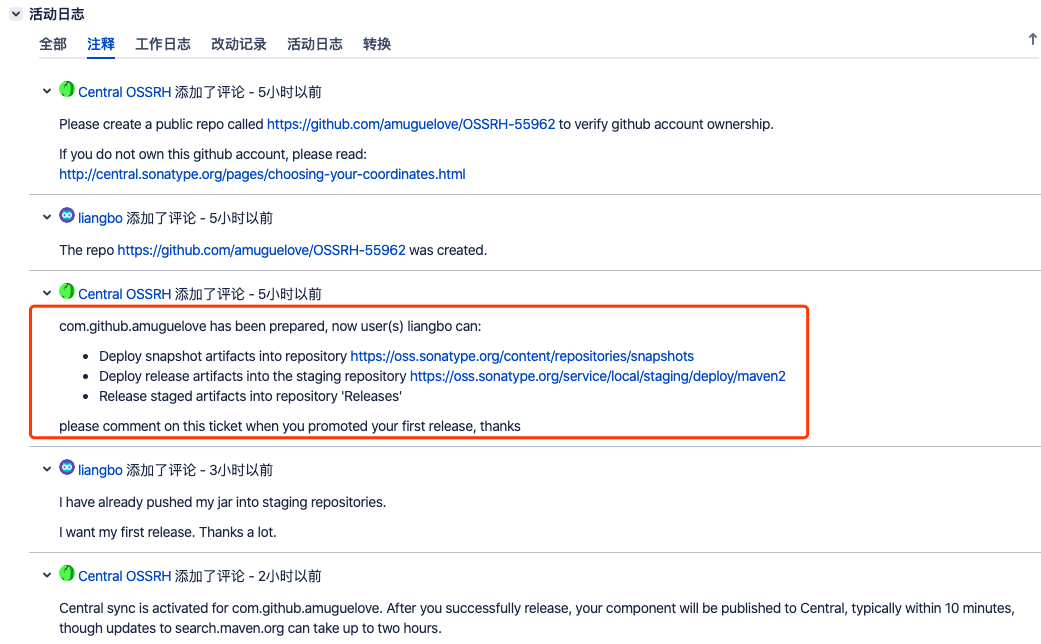 活动日志
全部 注释 工作日志 改动记录 活动日志 转换
Central OSSRH 添加了评论 - 5小时以前
Please create a public repo called https://github.com/amuguelove/OSSRH-55962 to verify github account ownership.
If you do not own this github account, please read:
http://central.sonatype.org/pages/choosing-your-coordinates.html
liangbo 添加了评论 - 5小时以前
The repo https://github.com/amuguelove/OSSRH-55962 was created.
Central OSSRH 添加了评论 - 5小时以前
com.github.amuguelove has been prepared, now user(s) liangbo can:
• Deploy snapshot artifacts into repository https://oss.sonatype.org/content/repositories/snapshots
• Deploy release artifacts into the staging repository https://oss.sonatype.org/service/local/staging/deploy/maven2
• Release staged artifacts into repository 'Releases'
please comment on this ticket when you promoted your first release, thanks
liangbo 添加了评论 - 3小时以前
I have already pushed my jar into staging repositories.
I want my first release. Thanks a lot.
Central OSSRH 添加了评论 - 2小时以前
Central sync is activated for com.github.amuguelove. After you successfully release, your component will be published to Central, typically within 10 minutes,
though updates to search.maven.org can take up to two hours.